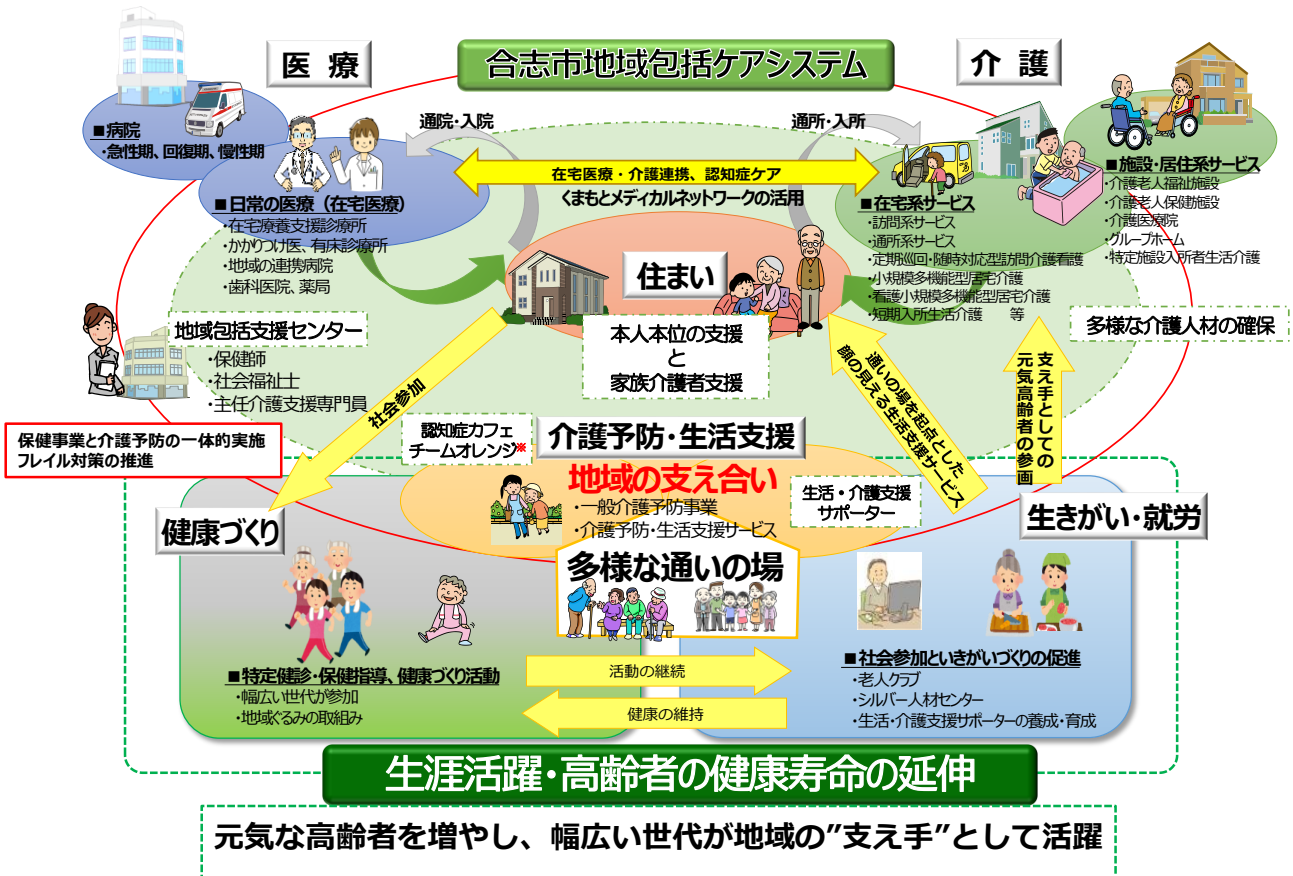 合志市地域包括ケアシステム
医 療
介 護
■病院
・急性期、回復期、慢性期
通院・入院
通所・入所
在宅医療・介護連携、認知症ケア
くまもとメディカルネットワークの活用
■日常の医療（在宅医療）
・在宅療養支援診療所
・かかりつけ医、有床診療所
・地域の連携病院
・歯科医院、薬局
■在宅系サービス
・訪問系サービス
・通所系サービス
・定期巡回・随時対応型訪問介護看護
・小規模多機能型居宅介護
・看護小規模多機能型居宅介護
・短期入所生活介護　等
■施設・居住系サービス
・介護老人福祉施設
・介護老人保健施設
・介護医療院
・グループホーム
・特定施設入所者生活介護
住まい
本人本位の支援
と
家族介護者支援
地域包括支援センター
・保健師
・社会福祉士
・主任介護支援専門員
多様な介護人材の確保
社会参加
通いの場を起点とした
顔の見える生活支援サービス
支え手としての
元気高齢者の参画
保健事業と介護予防の一体的実施
フレイル対策の推進
認知症カフェ
チームオレンジ※
介護予防・生活支援
地域の支え合い
・一般介護予防事業
・介護予防・生活支援サービス
生活・介護支援
サポーター
健康づくり
生きがい・就労
多様な通いの場
■特定健診・保健指導、健康づくり活動
・幅広い世代が参加
・地域ぐるみの取組み
活動の継続
健康の維持
■社会参加といきがいづくりの促進
・老人クラブ
・シルバー人材センター
・生活・介護支援サポーターの養成・育成
生涯活躍・高齢者の健康寿命の延伸
元気な高齢者を増やし、幅広い世代が地域の”支え手”として活躍